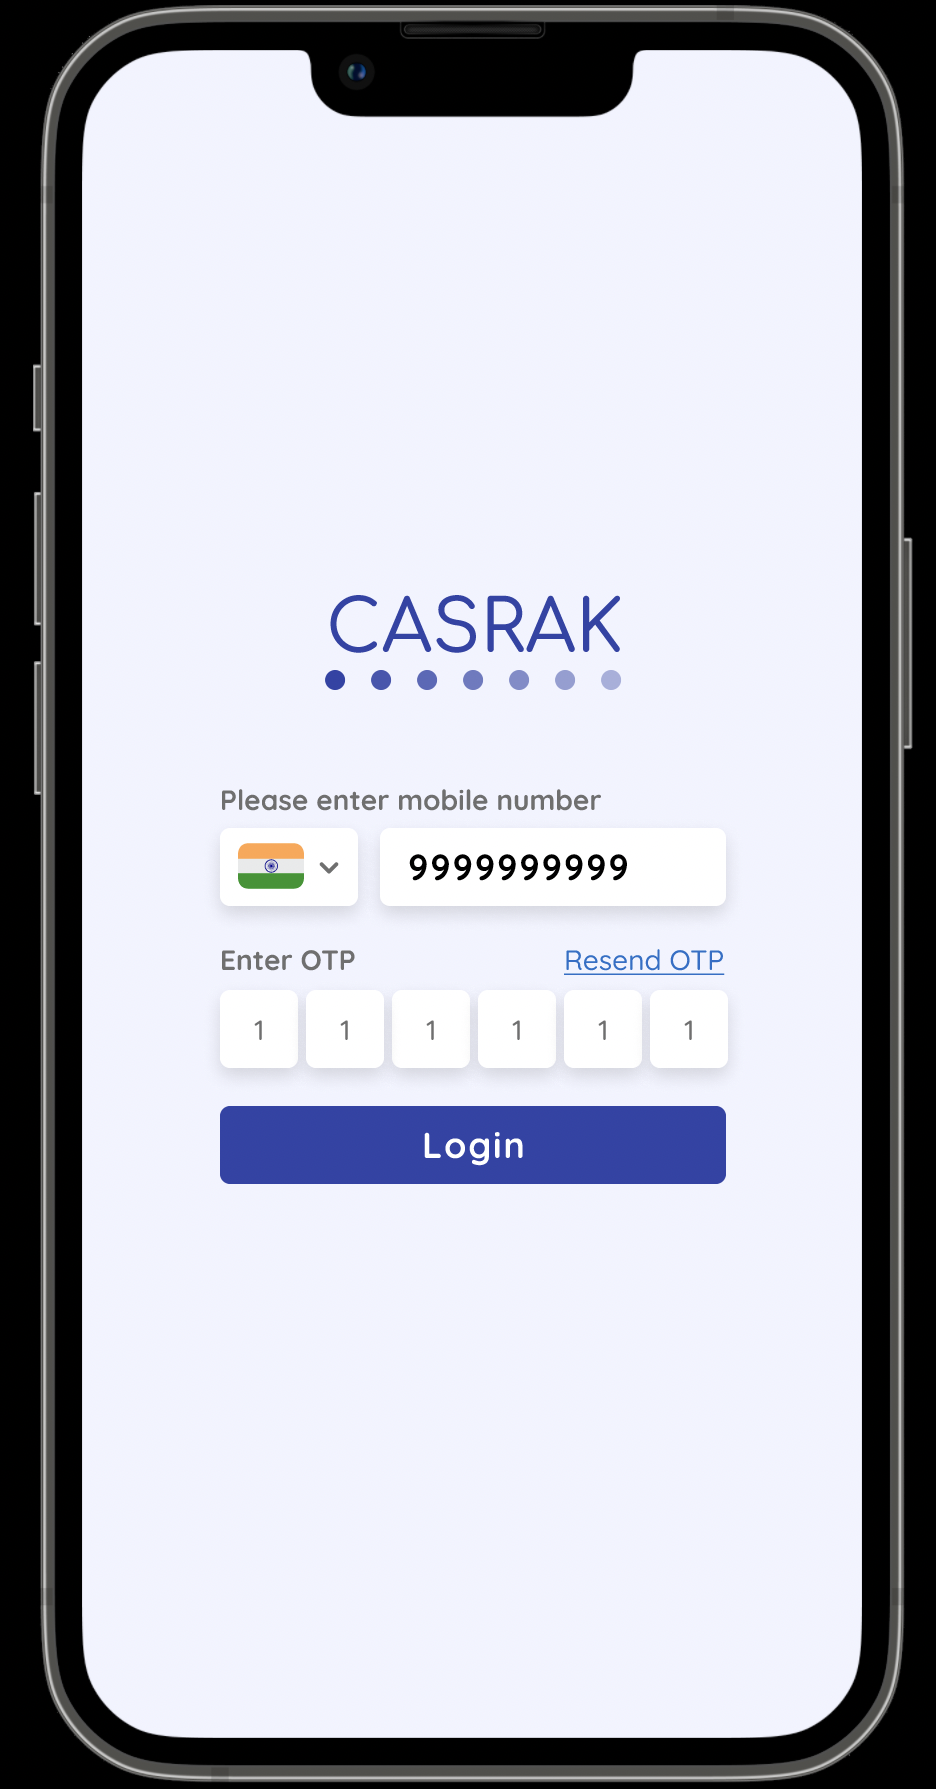 CASRAK
Please enter mobile number
9999999999
Enter OTP Resend OTP
1 1 1 1 1 1
Login